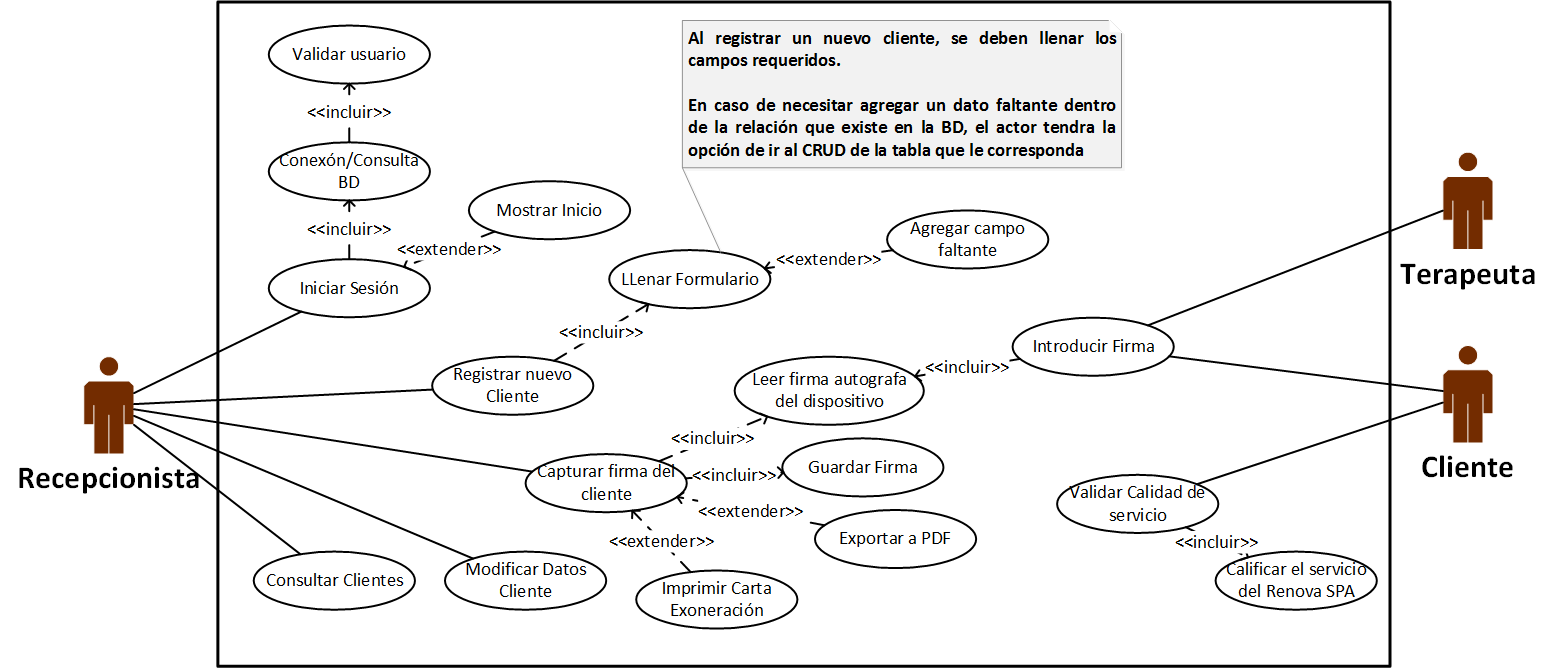 Validar usuario
<<incluir>>
Conexón/Consulta
BD
<<incluir>>
Mostrar Inicio
<<extender>>
Iniciar Sesión
Al registrar un nuevo cliente, se deben llenar los
campos requeridos.
En caso de necesitar agregar un dato faltante dentro
de la relación que existe en la BD, el actor tendra la
opción de ir al CRUD de la tabla que le corresponda
Agregar campo
faltante
<<extender>>
LLenar Formulario
<<incluir>>
Registrar nuevo
Cliente
Terapeuta
Introducir Firma
<<incluir>>
Leer firma autografa
del dispositivo
<<incluir>>
Recepcionista
Capturar firma del
cliente
<<incluir>>
Guardar Firma
<<extender>>
Exportar a PDF
<<extender>>
Imprimir Carta
Exoneración
Consultar Clientes
Modificar Datos
Cliente
Cliente
Validar Calidad de
servicio
<<incluir>>
Calificar el servicio
del Renova SPA